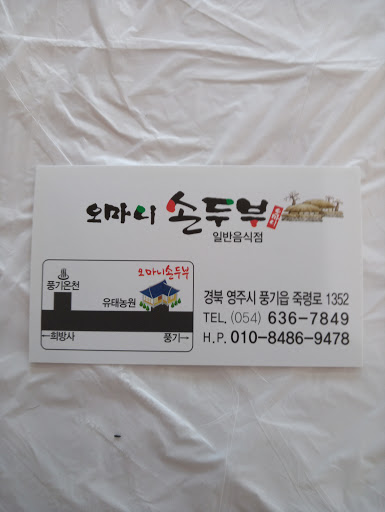 오마니 손두부
일반음식점
오마니손두부
풍기온천
유태농원
←희방사
풍기→
경북 영주시 풍기읍 죽령로 1352
TEL. (054) 636-7849
H.P. 010-8486-9478